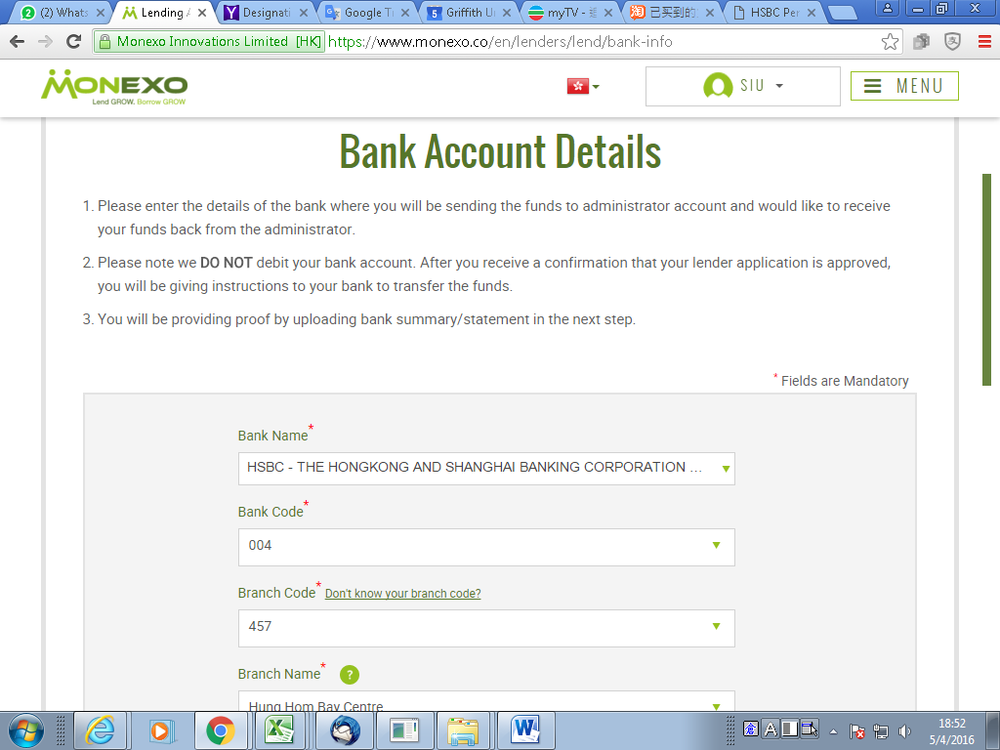 (2) Whats
Lending /
Designati
Google Tr
Griffith Un
myTV -
已买到的
HSBC Per
Monexo Innovations Limited [HK] https://www.monexo.co/en/lenders/lend/bank-info
MONEXO
Lend GROW. Borrow GROW
SIU
MENU
Bank Account Details
1. Please enter the details of the bank where you will be sending the funds to administrator account and would like to receive
your funds back from the administrator.
2. Please note we DO NOT debit your bank account. After you receive a confirmation that your lender application is approved,
you will be giving instructions to your bank to transfer the funds.
3. You will be providing proof by uploading bank summary/statement in the next step.
* Fields are Mandatory
Bank Name*
HSBC - THE HONGKONG AND SHANGHAI BANKING CORPORATION ...
Bank Code*
004
Branch Code* Don't know your branch code?
457
Branch Name* ?
Hung Hom Bay Centre
18:52
5/4/2016